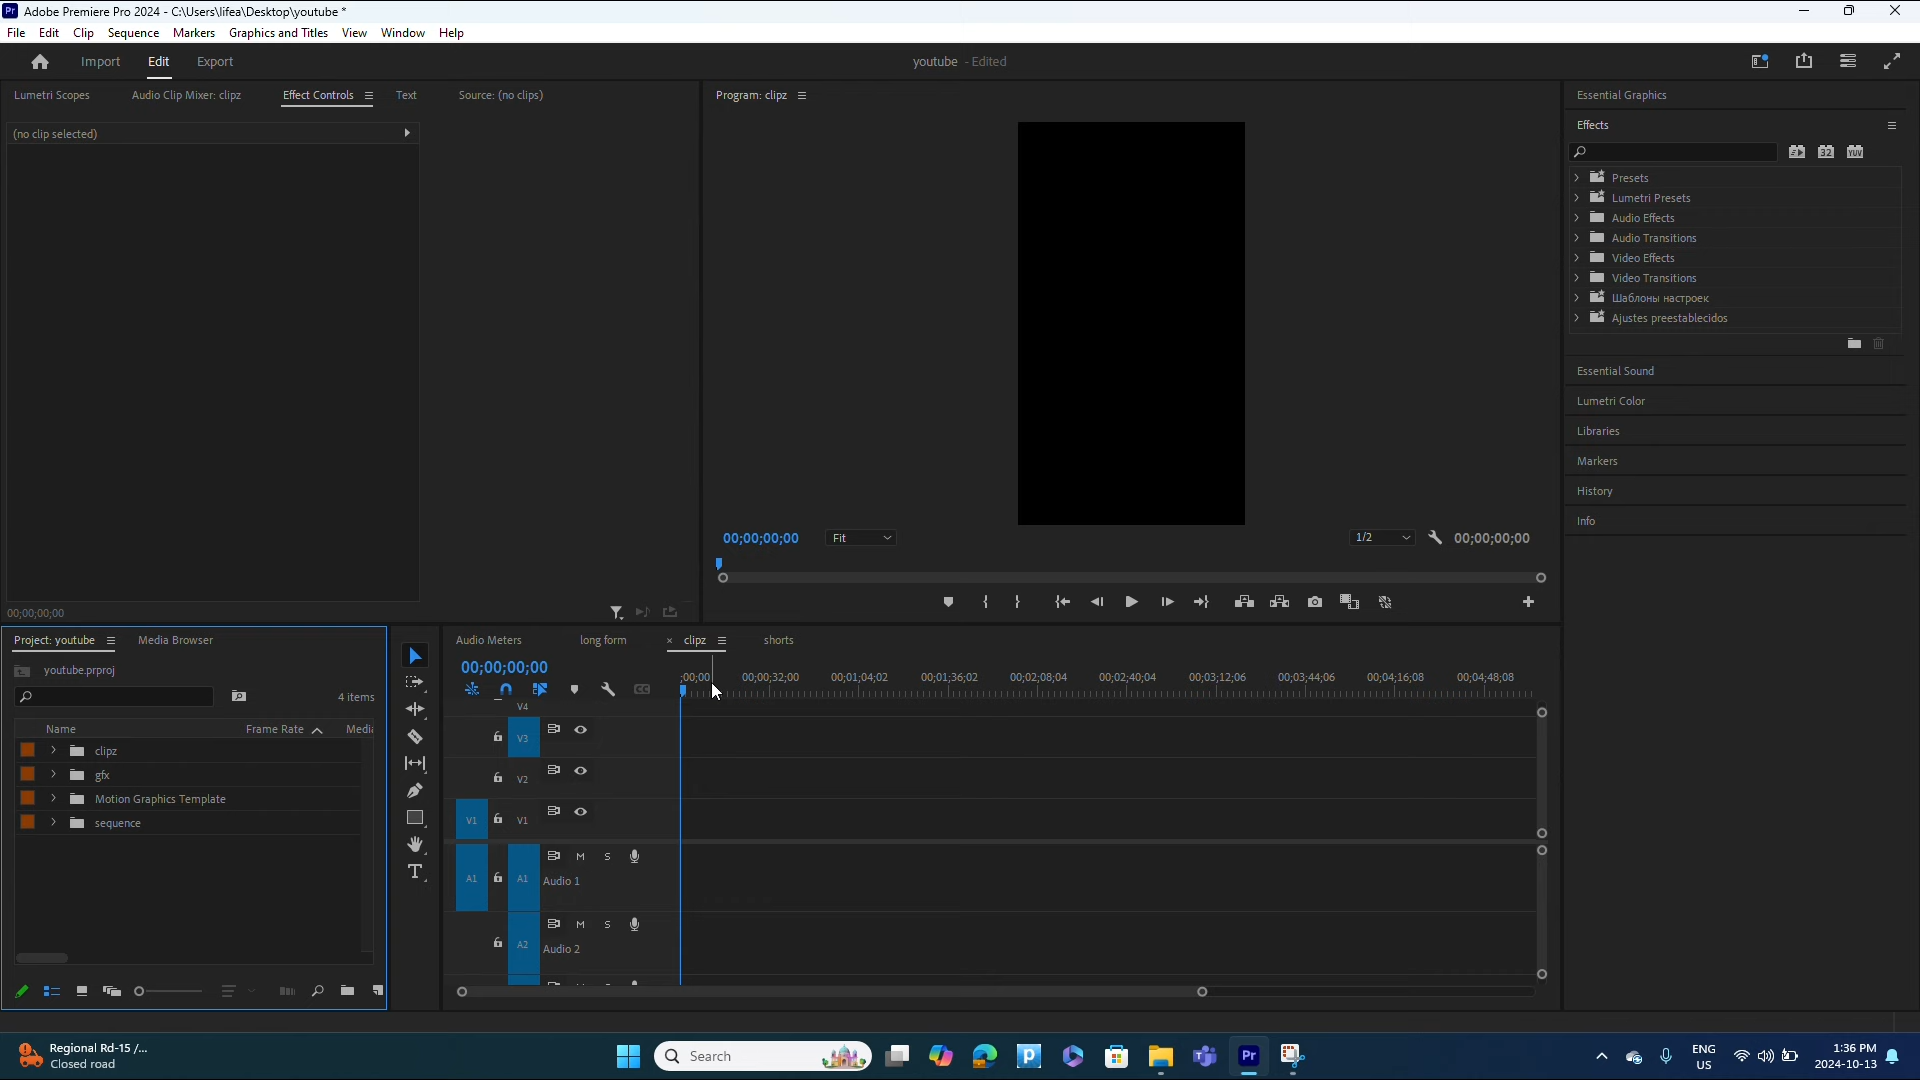 Pr Adobe Premiere Pro 2024 - C:\Users\lifea\Desktop\youtube *
File Edit Clip Sequence Markers Graphics and Titles View Window Help
Import Edit Export
youtube - Edited
Lumetri Scopes Audio Clip Mixer: clipz Effect Controls Text Source: (no clips)
(no clip selected)
00;00;00;00
Program: clipz
00;00;00;00 Fit 1/2 00;00;00;00
Essential Graphics
Effects
32 YUV
Presets
Lumetri Presets
Audio Effects
Audio Transitions
Video Effects
Video Transitions
Шаблоны настроек
Ajustes preestablecidos
Essential Sound
Lumetri Color
Libraries
Markers
History
Info
Project: youtube Media Browser
youtube.prproj
4 items
Name Frame Rate Media
clipz
gfx
Motion Graphics Template
sequence
Audio Meters long form × clipz shorts
00;00;00;00
;00;00 00;00;32;00 00;01;04;02 00;01;36;02 00;02;08;04 00;02;40;04 00;03;12;06 00;03;44;06 00;04;16;08 00;04;48;08
CC
V4
V3
V2
V1 V1
A1 A1 M S
Audio 1
A2 M S
Audio 2
Regional Rd-15 /...
Closed road
Search
Pr
ENG
US
1:36 PM
2024-10-13